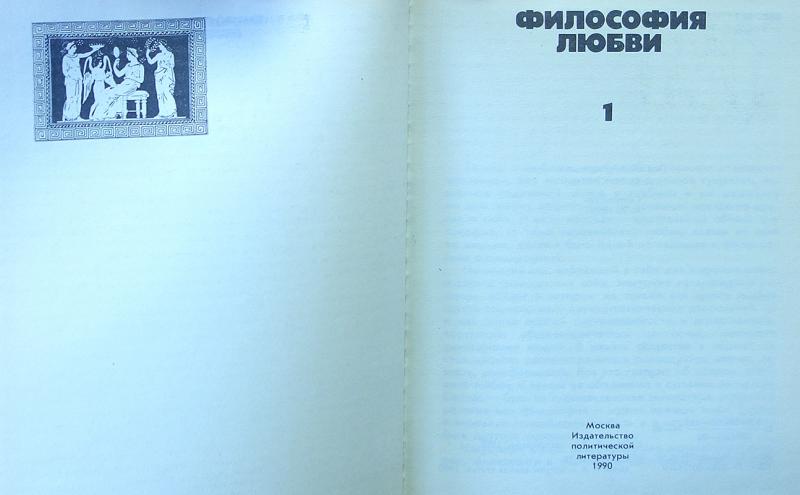 ФИЛОСОФИЯ
ЛЮБВИ
1
Москва
Издательство
политической
литературы
1990